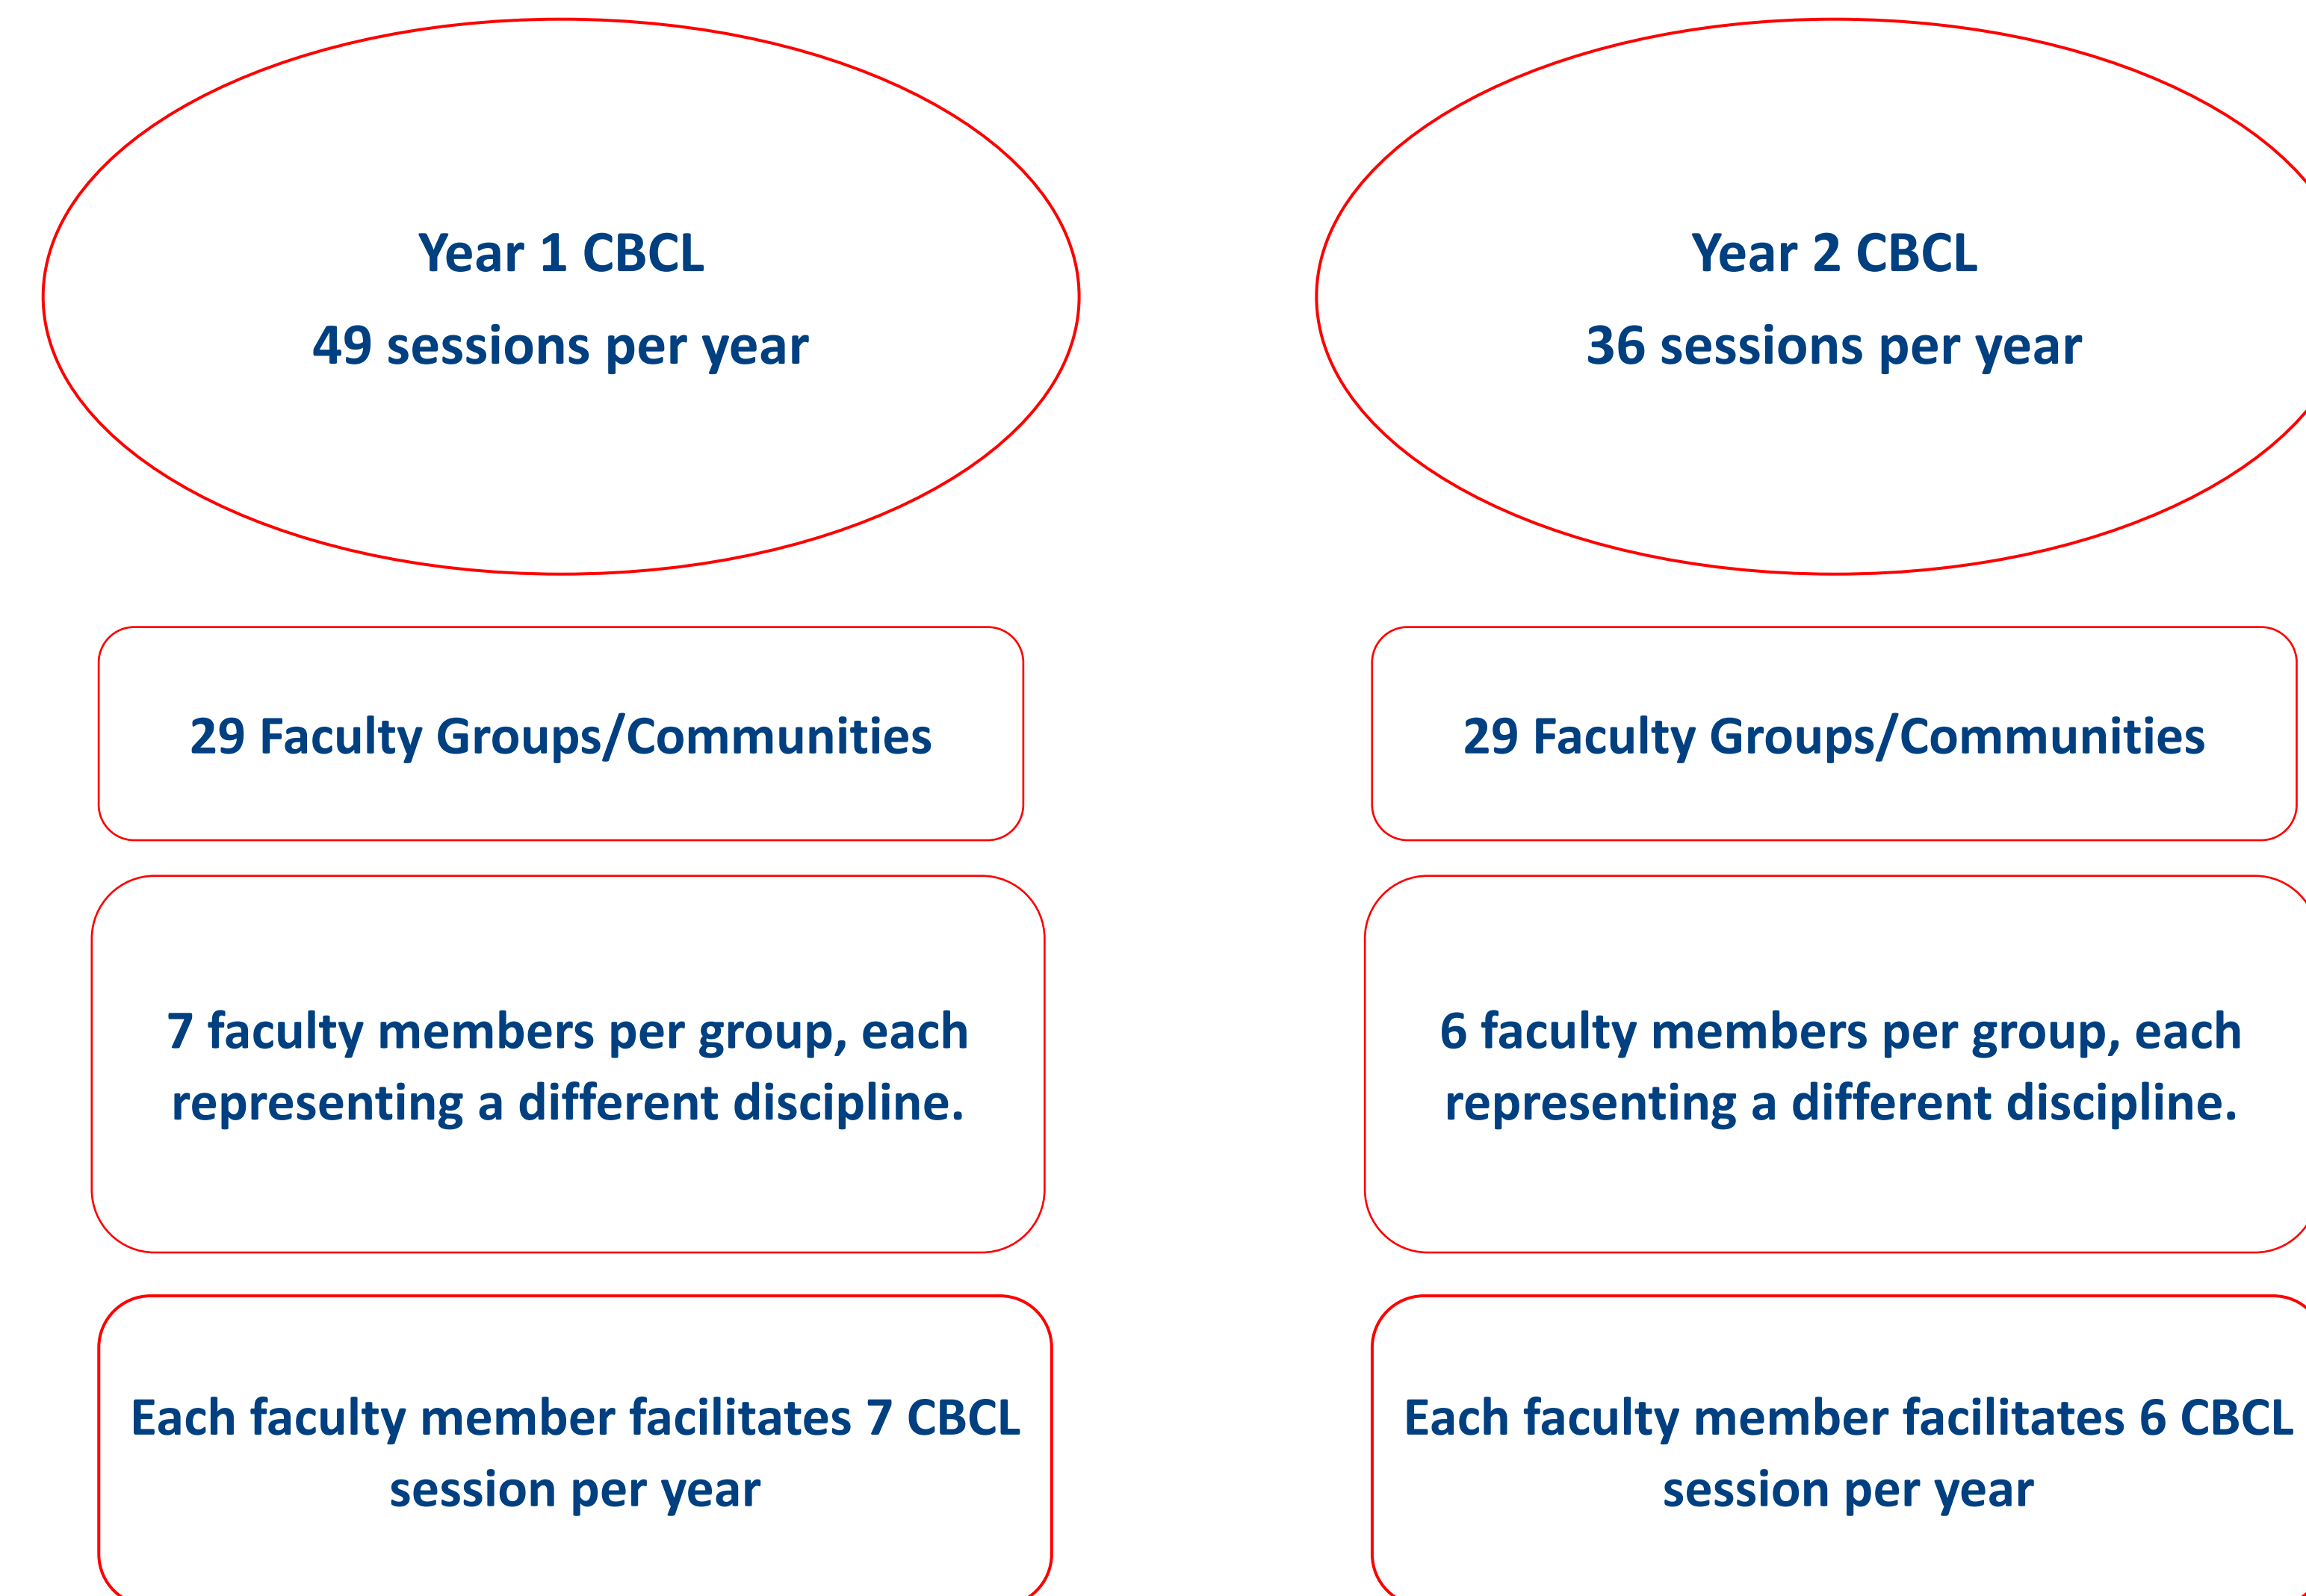 Year 1 CBCL
49 sessions per year
29 Faculty Groups/Communities
7 faculty members per group, each
representing a different discipline.
Each faculty member facilitates 7 CBCL
session per year
Year 2 CBCL
36 sessions per year
29 Faculty Groups/Communities
6 faculty members per group, each
representing a different discipline.
Each faculty member facilitates 6 CBCL
session per year